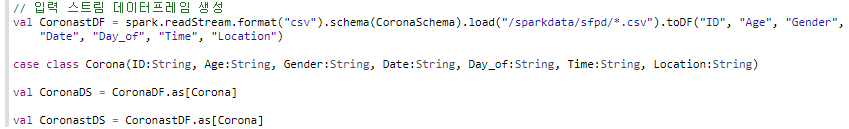 // 입력 스트림 데이터프레임 생성
val CoronastDF = spark.readStream.format("csv").schema(CoronaSchema).load("/sparkdata/sfpd/*.csv").toDF("ID", "Age", "Gender",
"Date", "Day_of", "Time", "Location")
case class Corona(ID:String, Age:String, Gender:String, Date:String, Day_of:String, Time:String, Location:String)
val CoronaDS = CoronaDF.as[Corona]
val CoronastDS = CoronastDF.as[Corona]